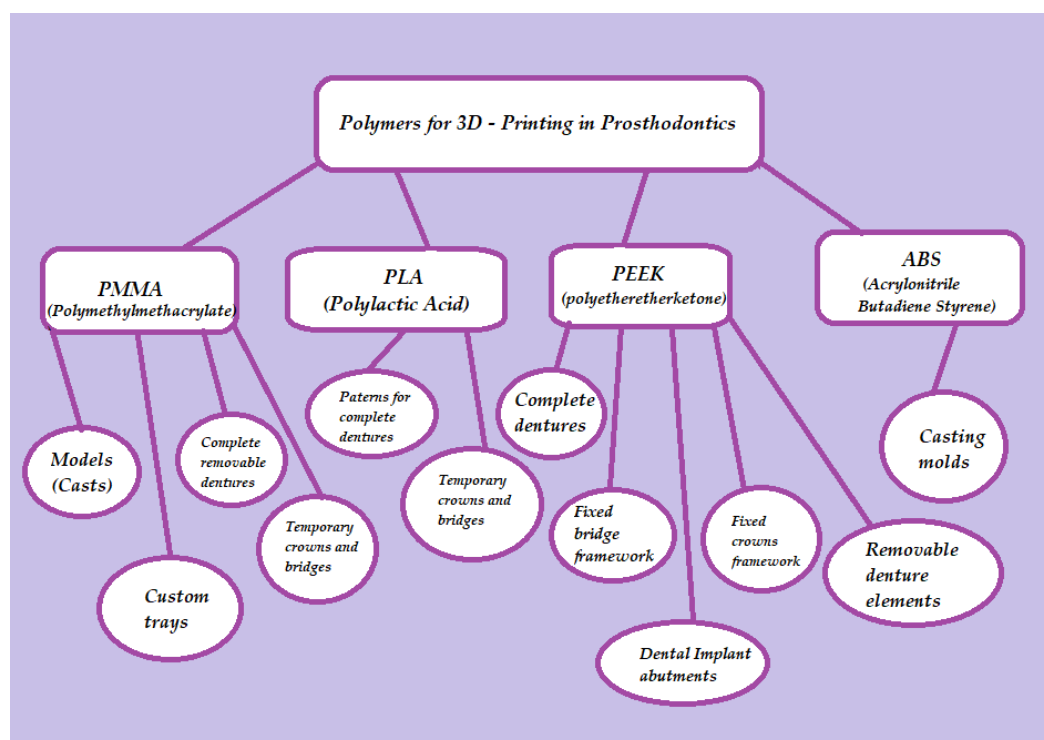 Polymers for 3D - Printing in Prosthodontics
PMMA
(Polymethylmethacrylate)
PLA
(Polylactic Acid)
PEEK
(polyetheretherketone)
ABS
(Acrylonitrile
Butadiene Styrene)
Models
(Casts)
Custom
trays
Complete
removable
dentures
Temporary
crowns and
bridges
Paterns for
complete
dentures
Temporary
crowns and
bridges
Complete
dentures
Fixed
bridge
framework
Dental Implant
abutments
Fixed
crowns
framework
Removable
denture
elements
Casting
molds